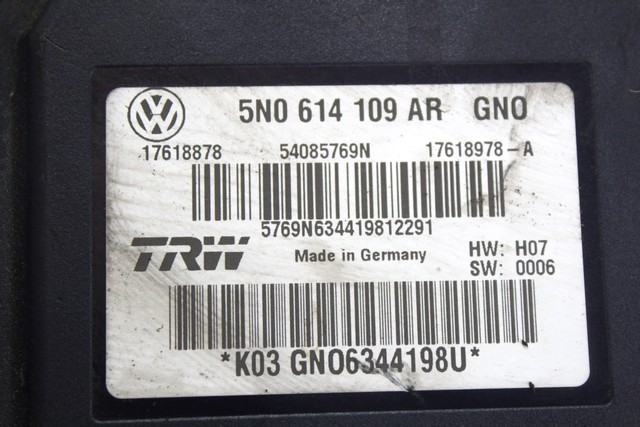 5N0 614 109 AR GNO
17618878 54085769N 17618978-A
5769N634419812291
TRW Made in Germany HW: H07
SW: 0006
*K03 GNO6344198U*